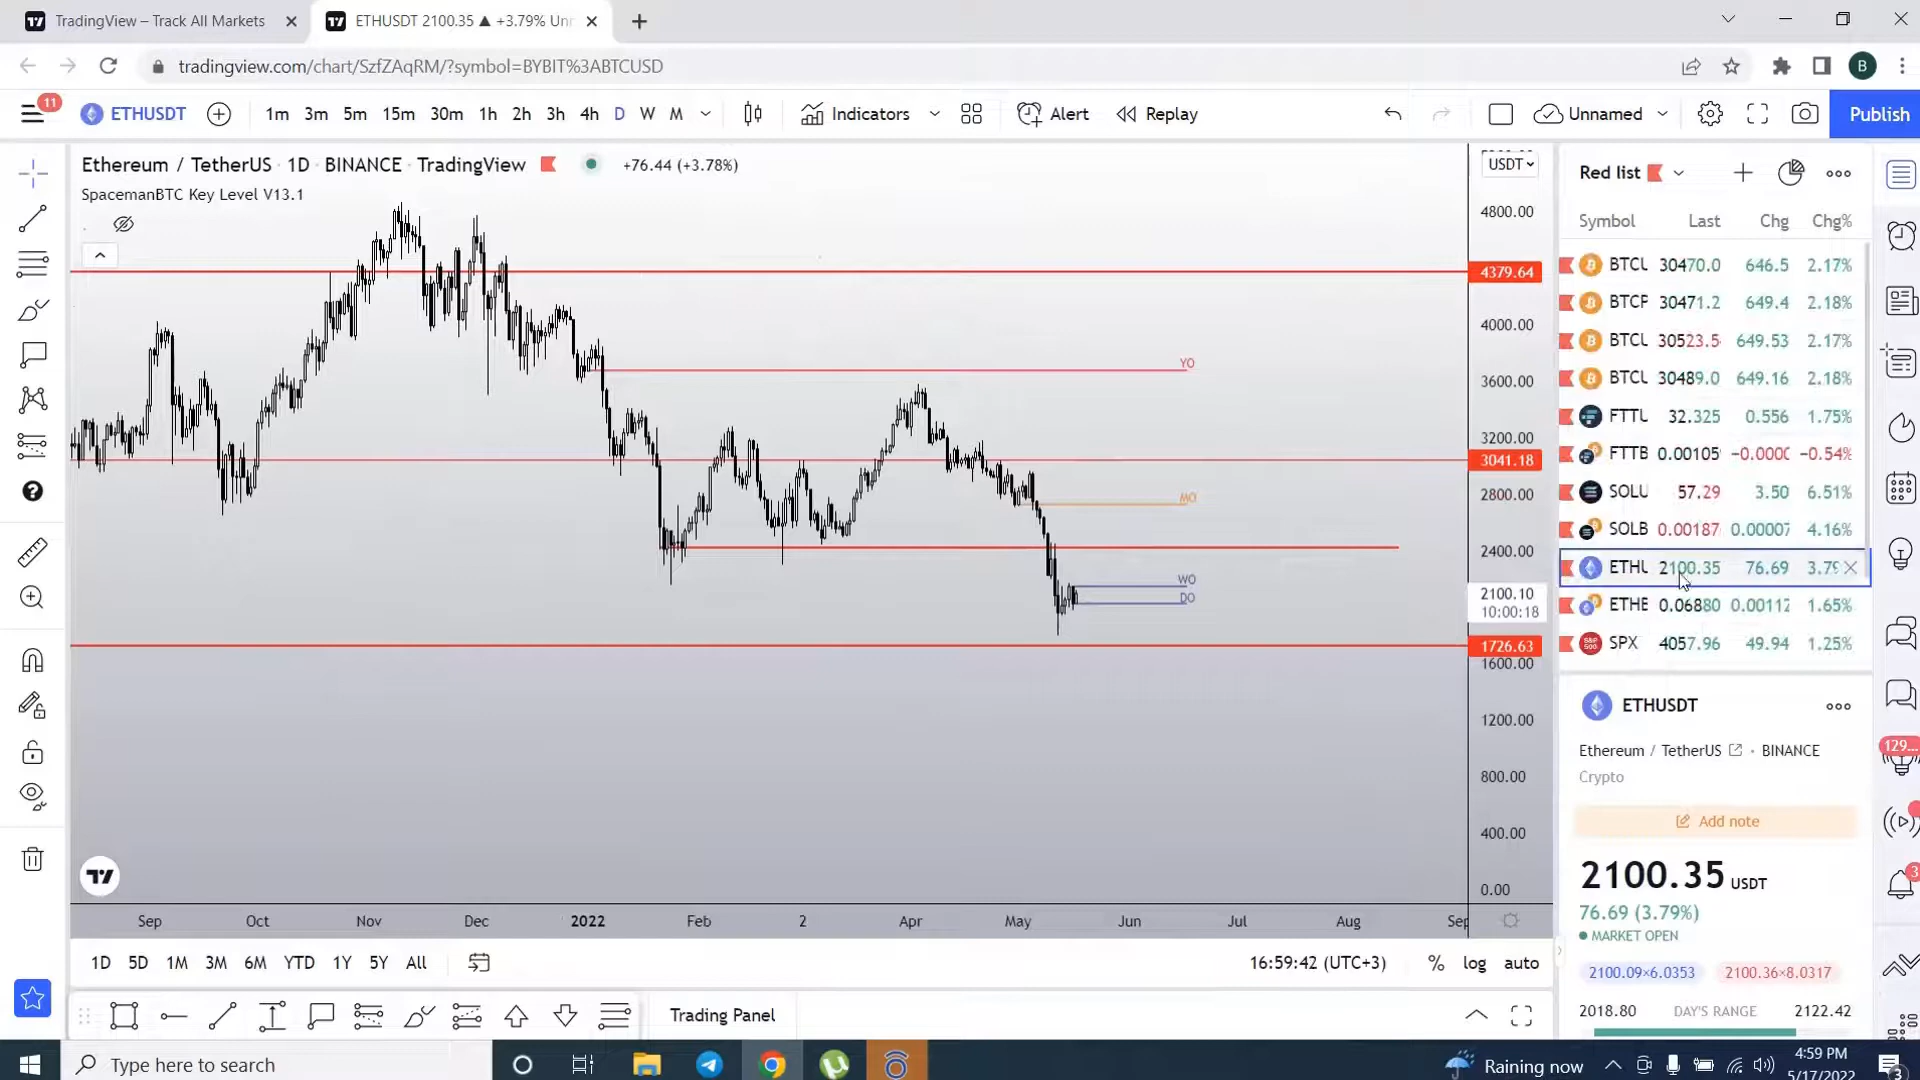 TradingView – Track All Markets
ETHUSDT 2100.35 ▲ +3.79% Unn
tradingview.com/chart/SzfZAqRM/?symbol=BYBIT%3ABTCUSD
B
11
ETHUSDT
1m 3m 5m 15m 30m 1h 2h 3h 4h D W M
Indicators
Alert
Replay
Unnamed
Publish
Ethereum / TetherUS · 1D · BINANCE · TradingView
+76.44 (+3.78%)
SpacemanBTC Key Level V13.1
USDT
4800.00
4379.64
4000.00
3600.00
3200.00
3041.18
2800.00
2400.00
2100.10
10:00:18
1726.63
1600.00
1200.00
800.00
400.00
0.00
YO
MO
WO
DO
Sep Oct Nov Dec 2022 Feb 2 Apr May Jun Jul Aug Sep
1D 5D 1M 3M 6M YTD 1Y 5Y All
16:59:42 (UTC+3)
% log auto
Trading Panel
Red list
Symbol Last Chg Chg%
BTCL 30470.0 646.5 2.17%
BTCP 30471.2 649.4 2.18%
BTCL 30523.5 649.53 2.17%
BTCL 30489.0 649.16 2.18%
FTTU 32.325 0.556 1.75%
FTTB 0.00105 −0.0000 −0.54%
SOLU 57.29 3.50 6.51%
SOLB 0.00187 0.00007 4.16%
ETHU 2100.35 76.69 3.79
ETHB 0.06880 0.00112 1.65%
SPX 4057.96 49.94 1.25%
ETHUSDT
Ethereum / TetherUS · BINANCE
Crypto
Add note
2100.35 USDT
76.69 (3.79%)
MARKET OPEN
2100.09×6.0353 2100.36×8.0317
2018.80 DAY'S RANGE 2122.42
129...
3
Type here to search
Raining now
4:59 PM
5/17/2022
3